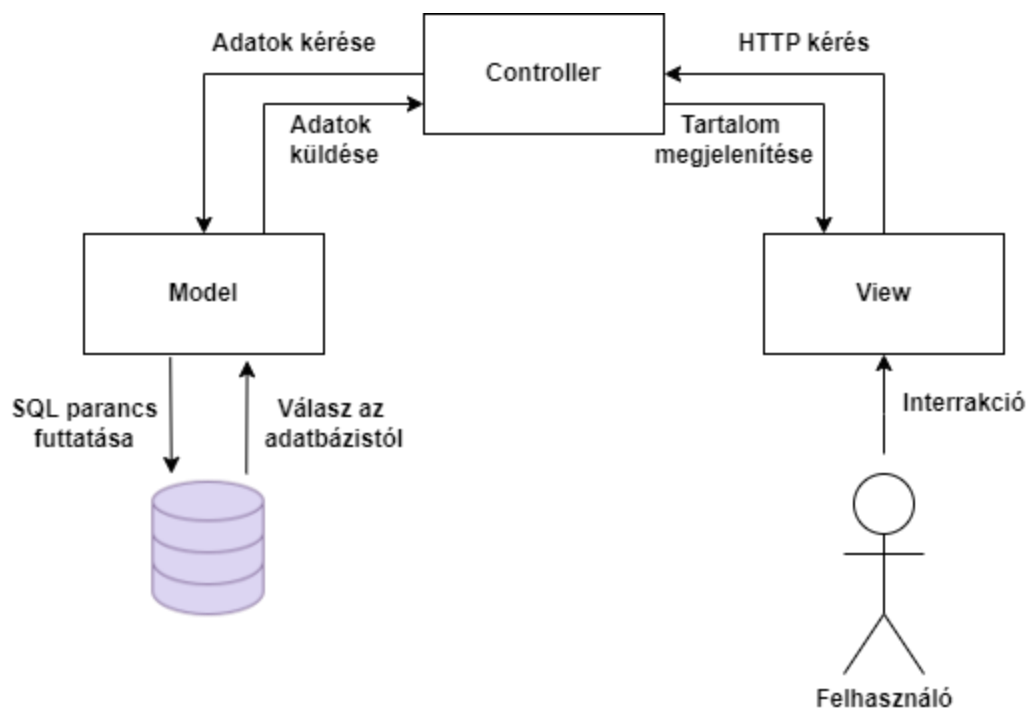 Adatok kérése
Controller
HTTP kérés
Adatok
küldése
Tartalom
megjelenítése
Model
View
SQL parancs
futtatása
Válasz az
adatbázistól
Interrakció
Felhasználó